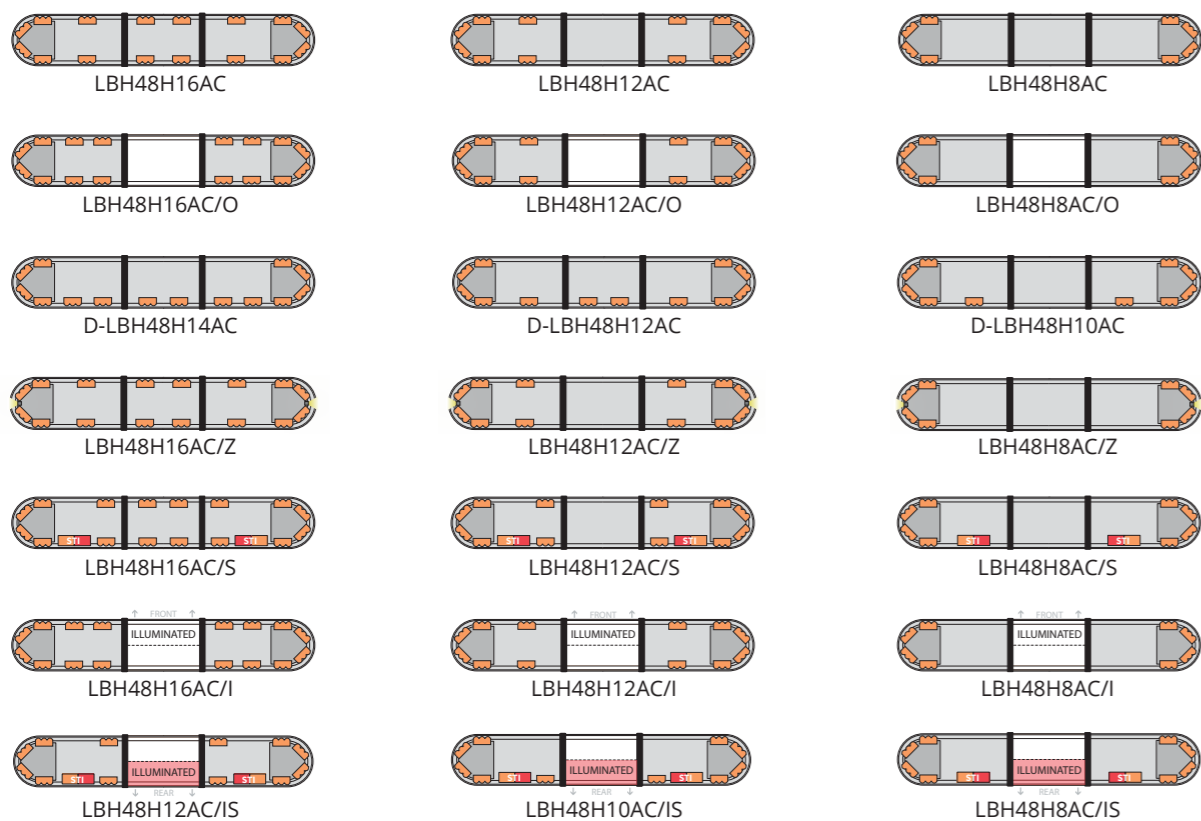 LBH48H16AC
LBH48H12AC
LBH48H8AC
LBH48H16AC/O
LBH48H12AC/O
LBH48H8AC/O
D-LBH48H14AC
D-LBH48H12AC
D-LBH48H10AC
LBH48H16AC/Z
LBH48H12AC/Z
LBH48H8AC/Z
STI
STI
STI
STI
STI
STI
LBH48H16AC/S
LBH48H12AC/S
LBH48H8AC/S
↑ FRONT ↑
↑ FRONT ↑
↑ FRONT ↑
ILLUMINATED
ILLUMINATED
ILLUMINATED
LBH48H16AC/I
LBH48H12AC/I
LBH48H8AC/I
STI ILLUMINATED STI
STI ILLUMINATED STI
STI ILLUMINATED STI
↓ REAR ↓
↓ REAR ↓
↓ REAR ↓
LBH48H12AC/IS
LBH48H10AC/IS
LBH48H8AC/IS